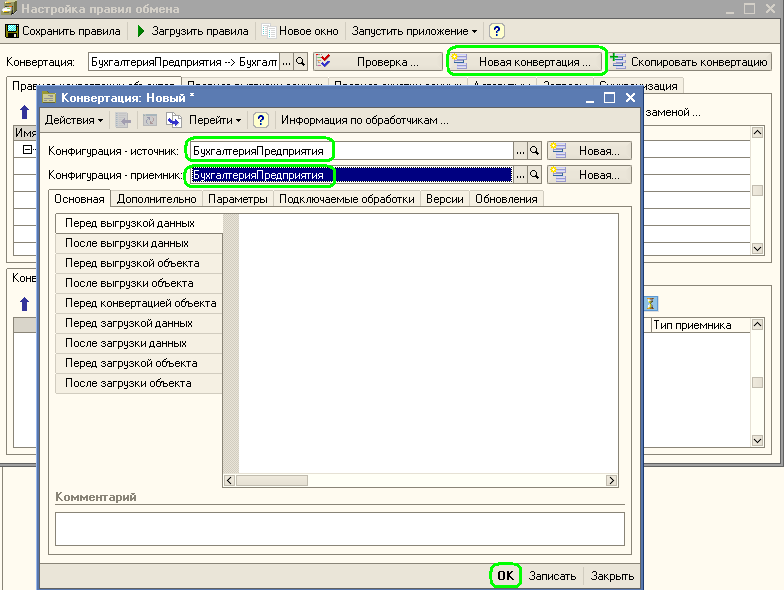 Настройка правил обмена
Сохранить правила Загрузить правила Новое окно Запустить приложение ?
Конвертация: БухгалтерияПредприятия --> Бухгалт ... Проверка ... Новая конвертация ... Скопировать конвертацию
заменой ...
Имя
Конв
Тип приемника
Конвертация: Новый *
Действия Перейти ? Информация по обработчикам ...
Конфигурация - источник: БухгалтерияПредприятия ... Новая...
Конфигурация - приемник: БухгалтерияПредприятия ... Новая...
Основная Дополнительно Параметры Подключаемые обработки Версии Обновления
Перед выгрузкой данных
После выгрузки данных
Перед выгрузкой объекта
После выгрузки объекта
Перед конвертацией объекта
Перед загрузкой данных
После загрузки данных
Перед загрузкой объекта
После загрузки объекта
Комментарий
OK Записать Закрыть